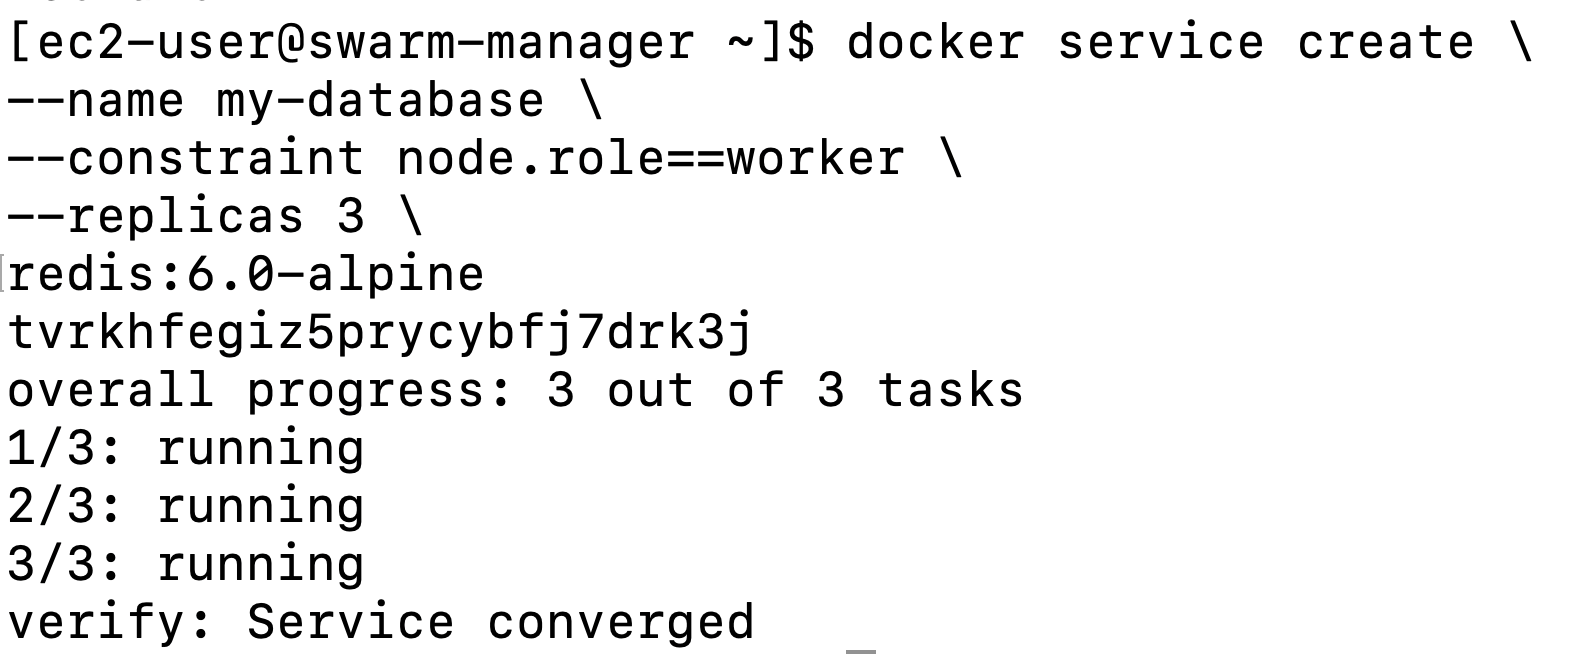 [ec2-user@swarm-manager ~]$ docker service create \
--name my-database \
--constraint node.role==worker \
--replicas 3 \
redis:6.0-alpine
tvrkhfegiz5prycybfj7drk3j
overall progress: 3 out of 3 tasks
1/3: running
2/3: running
3/3: running
verify: Service converged